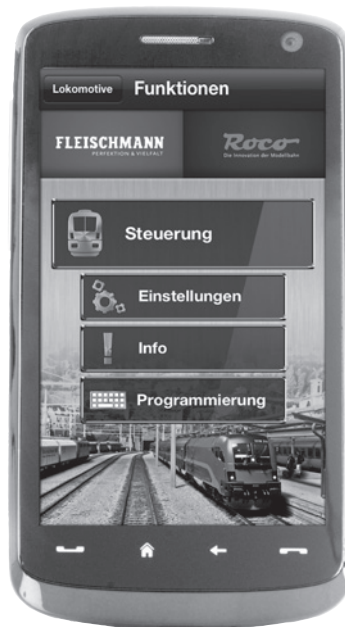 Lokomotive
Funktionen
FLEISCHMANN
PERFEKTION & VIELFALT
Roco
Die Innovation der Modellbahn
Steuerung
Einstellungen
Info
Programmierung